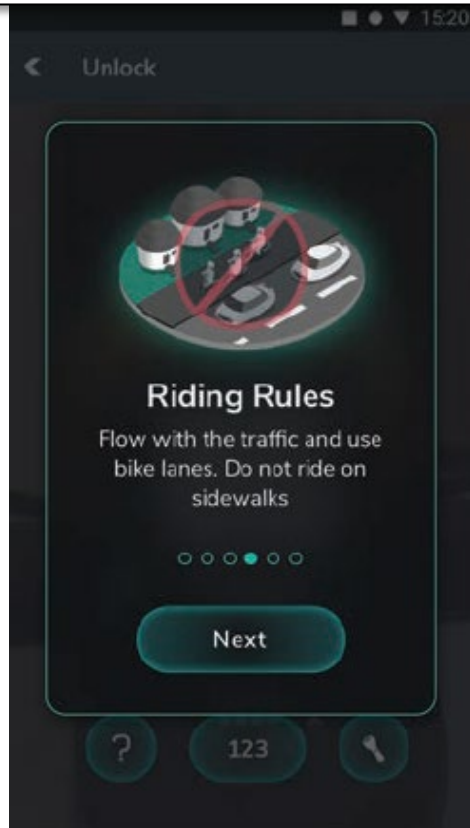 15:20
Unlock
Riding Rules
Flow with the traffic and use
bike lanes. Do not ride on
sidewalks
Next
?
123